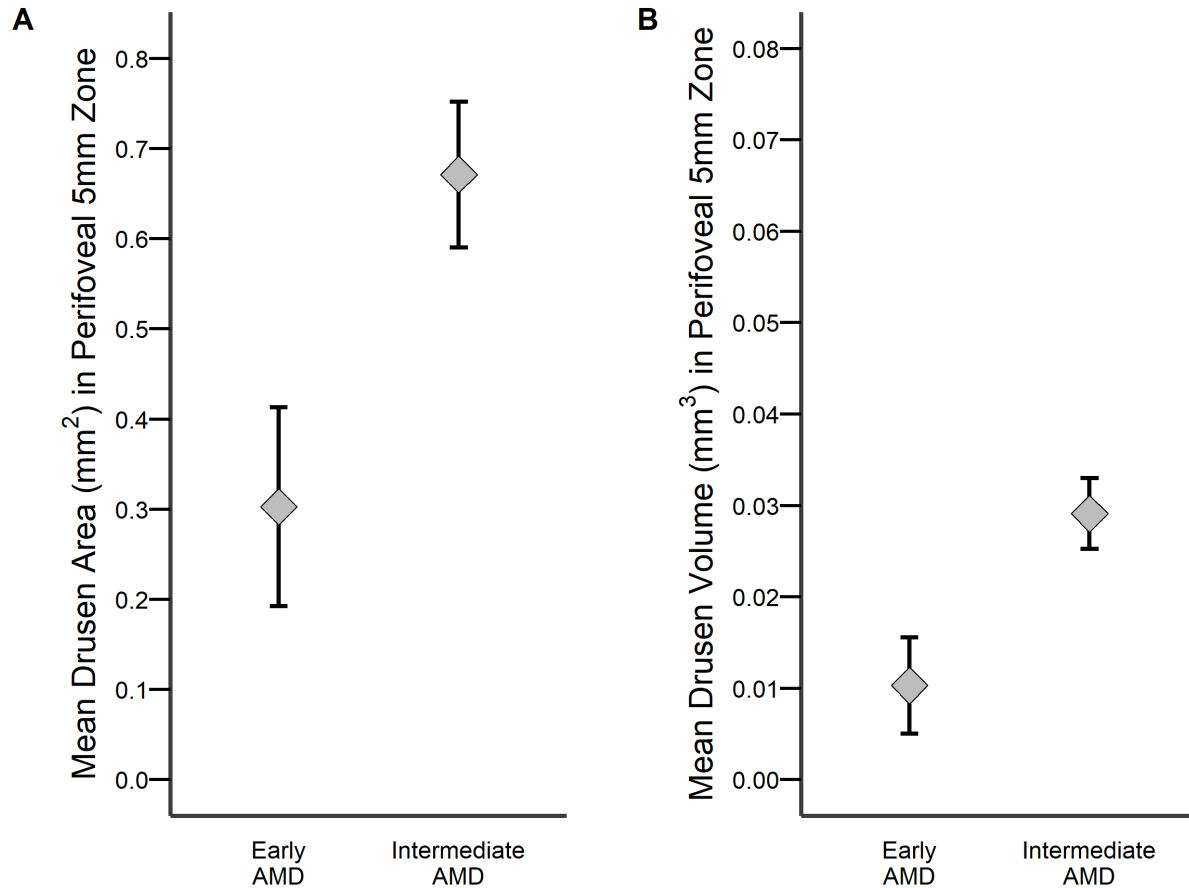 A
Mean Drusen Area (mm²) in Perifoveal 5mm Zone
0.8
0.7
0.6
0.5
0.4
0.3
0.2
0.1
0.0
Early
AMD
Intermediate
AMD
B
Mean Drusen Volume (mm³) in Perifoveal 5mm Zone
0.08
0.07
0.06
0.05
0.04
0.03
0.02
0.01
0.00
Early
AMD
Intermediate
AMD